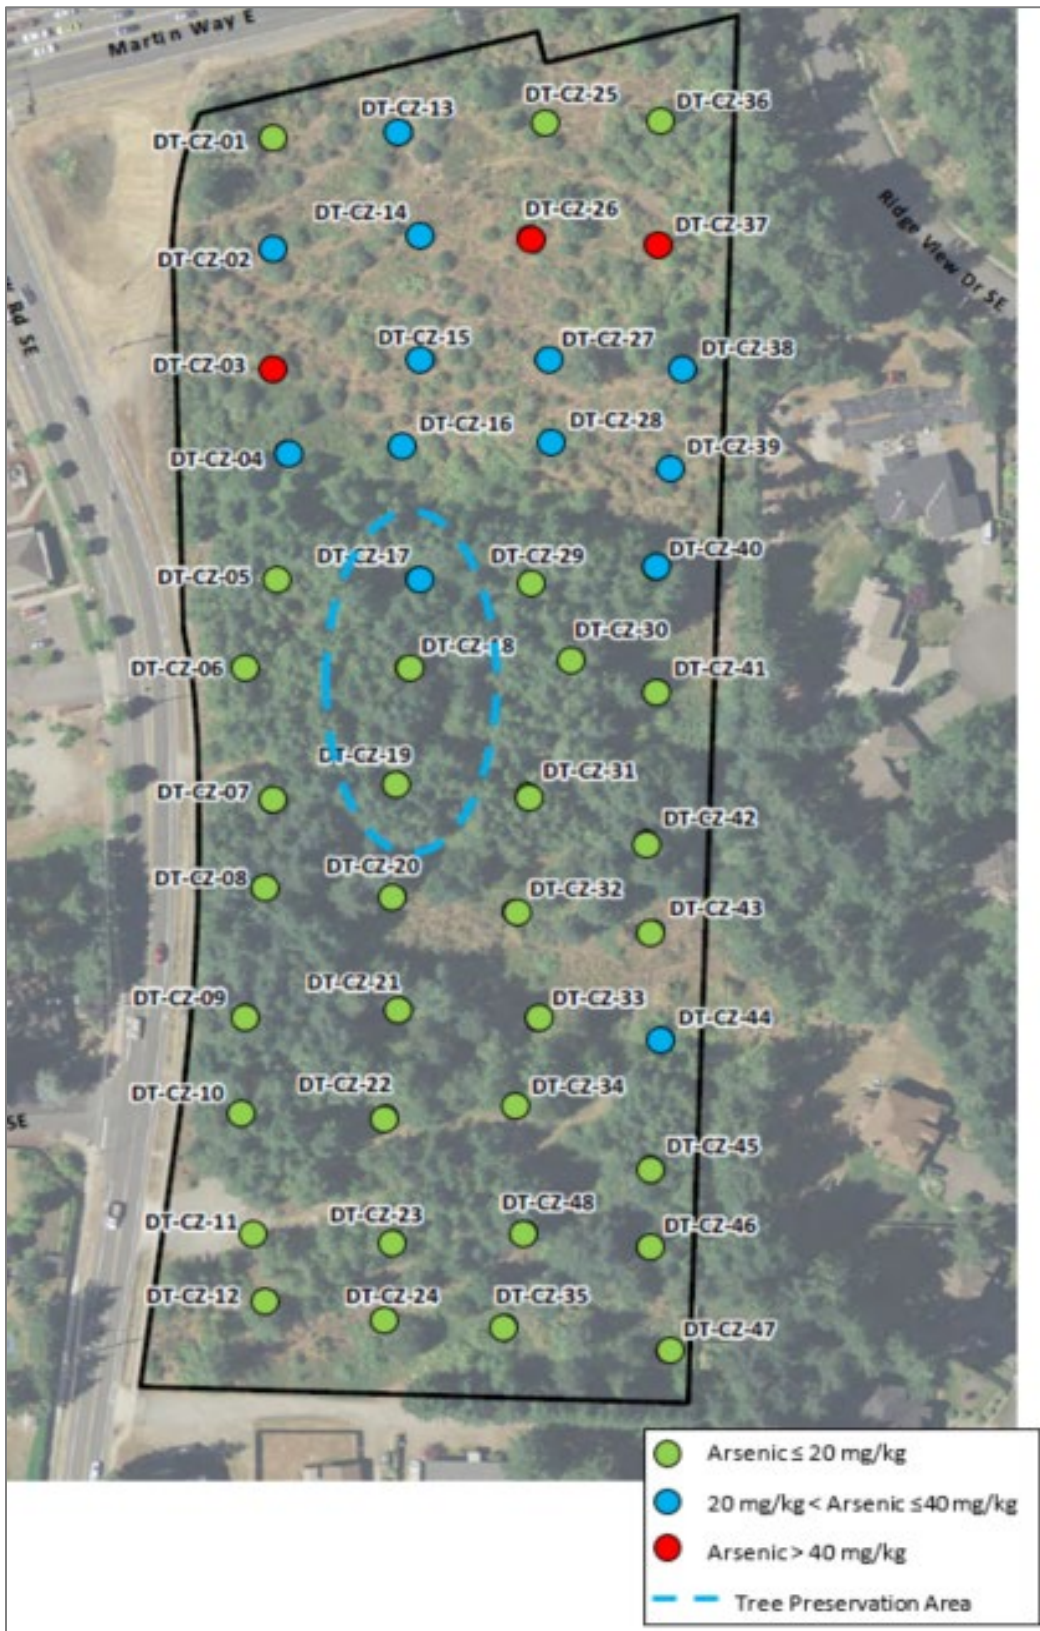 Martin Way E
DT-CZ-25
DT-CZ-36
DT-CZ-13
DT-CZ-01
DT-CZ-14
DT-CZ-26
DT-CZ-37
DT-CZ-02
Ridge View Dr SE
Rd SE
DT-CZ-15
DT-CZ-27
DT-CZ-38
DT-CZ-03
DT-CZ-16
DT-CZ-28
DT-CZ-39
DT-CZ-04
DT-CZ-17
DT-CZ-29
DT-CZ-40
DT-CZ-05
DT-CZ-18
DT-CZ-30
DT-CZ-06
DT-CZ-41
DT-CZ-19
DT-CZ-31
DT-CZ-07
DT-CZ-42
DT-CZ-20
DT-CZ-08
DT-CZ-32
DT-CZ-43
DT-CZ-21
DT-CZ-09
DT-CZ-33
DT-CZ-44
DT-CZ-22
DT-CZ-34
DT-CZ-10
SE
DT-CZ-45
DT-CZ-11
DT-CZ-23
DT-CZ-48
DT-CZ-46
DT-CZ-12
DT-CZ-24
DT-CZ-35
DT-CZ-47
Arsenic ≤ 20 mg/kg
20 mg/kg < Arsenic ≤40 mg/kg
Arsenic > 40 mg/kg
Tree Preservation Area